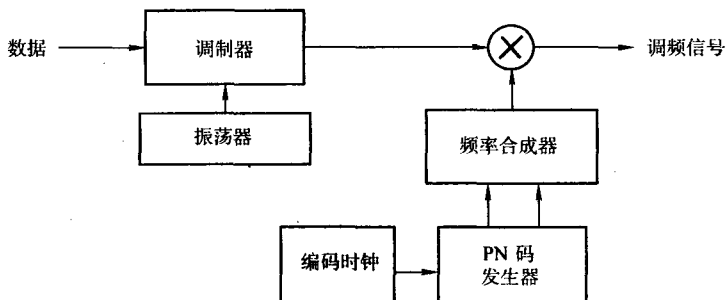 数据
调制器
调频信号
振荡器
频率合成器
编码时钟
PN 码
发生器